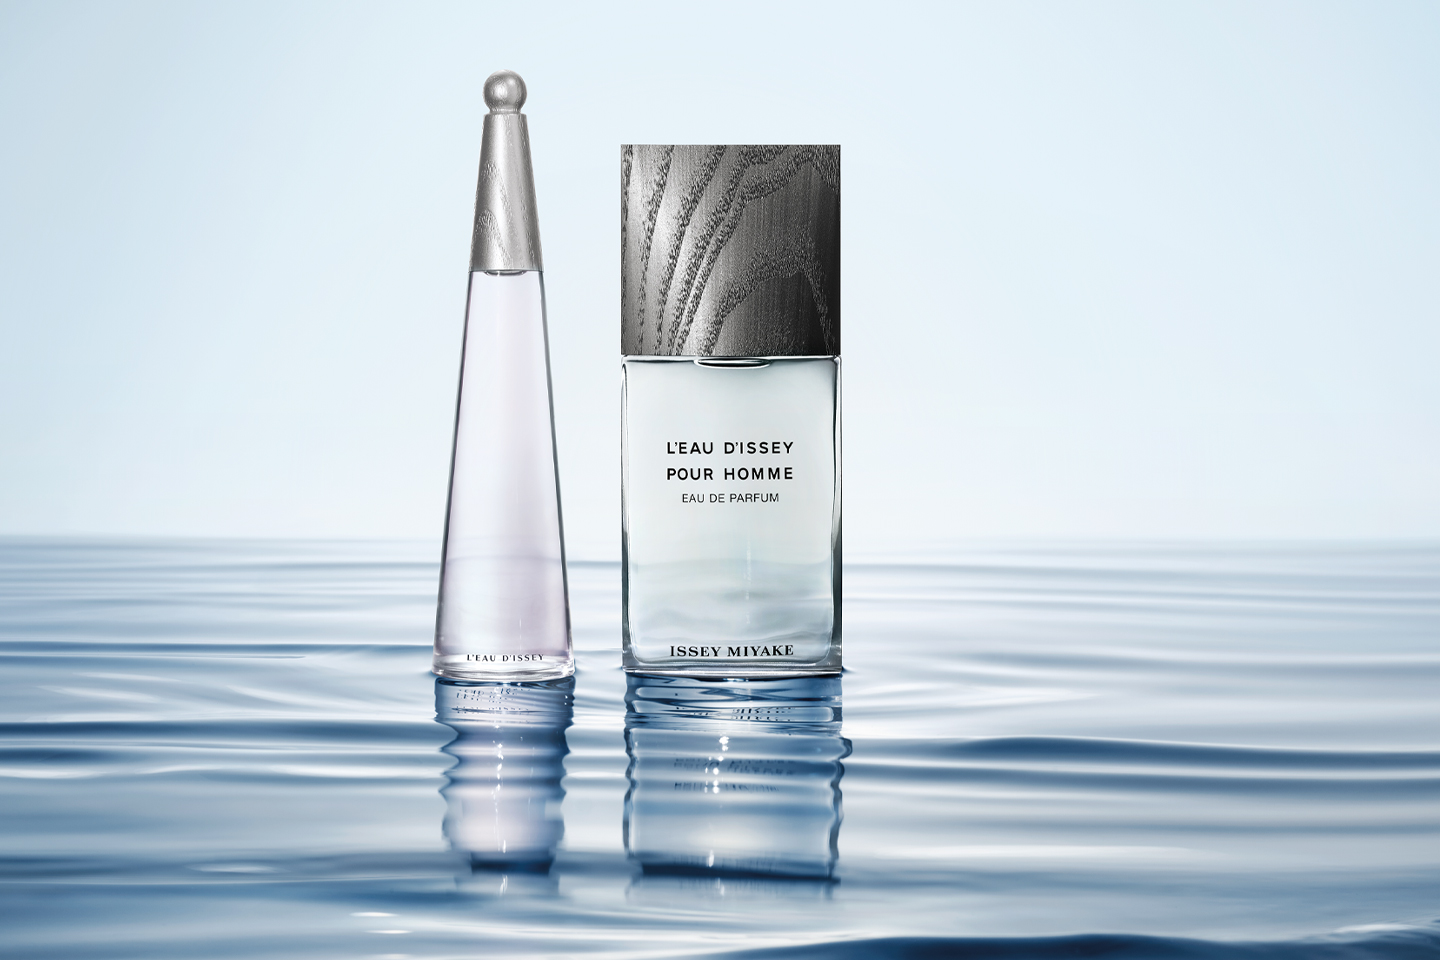 L'EAU D'ISSEY
POUR HOMME
EAU DE PARFUM
ISSEY MIYAKE
L'EAU D'ISSEY